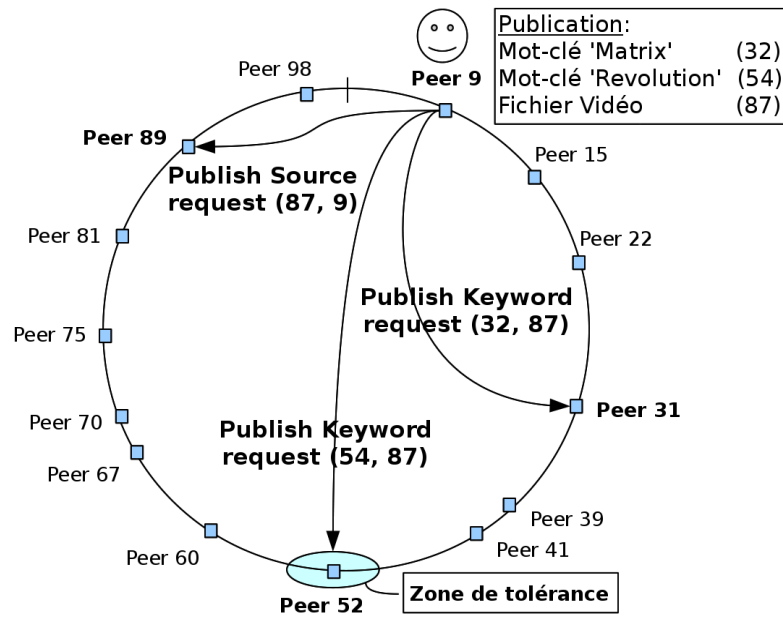 Publication:
Mot-clé 'Matrix' (32)
Mot-clé 'Revolution' (54)
Fichier Vidéo (87)
Peer 98
Peer 9
Peer 89
Peer 15
Publish Source
request (87, 9)
Peer 81
Peer 22
Publish Keyword
request (32, 87)
Peer 75
Peer 31
Peer 70
Publish Keyword
request (54, 87)
Peer 67
Peer 39
Peer 41
Peer 60
Zone de tolérance
Peer 52